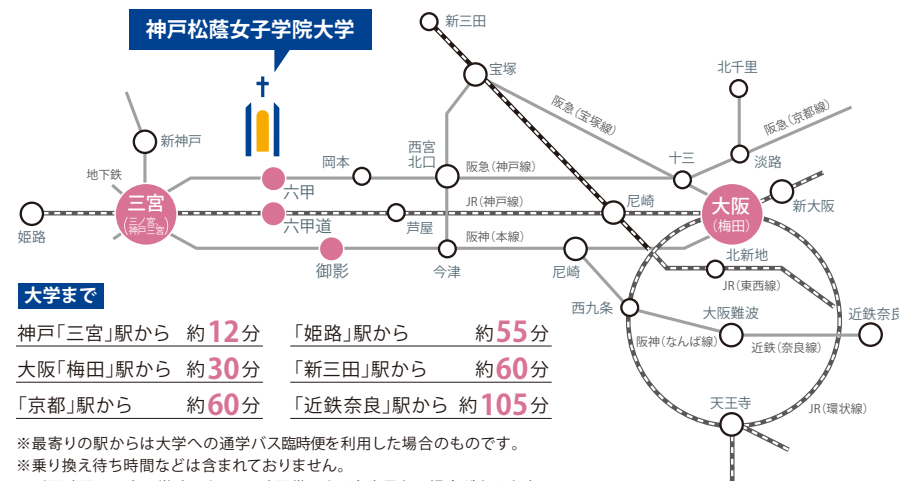 神戸松蔭女子学院大学
新三田
宝塚
北千里
阪急(宝塚線)
阪急(京都線)
新神戸
地下鉄
岡本
西宮
北口
阪急(神戸線)
十三
淡路
六甲
三宮
(三ノ宮、
神戸三宮)
JR(神戸線)
尼崎
大阪
(梅田)
新大阪
姫路
六甲道
芦屋
阪神(本線)
御影
今津
尼崎
北新地
JR(東西線)
西九条
大阪難波
近鉄奈良
阪神(なんば線)
近鉄(奈良線)
天王寺
JR(環状線)
大学まで
神戸「三宮」駅から 約12分
「姫路」駅から 約55分
大阪「梅田」駅から 約30分
「新三田」駅から 約60分
「京都」駅から 約60分
「近鉄奈良」駅から 約105分
※最寄りの駅からは大学への通学バス臨時便を利用した場合のものです。
※乗り換え待ち時間などは含まれておりません。